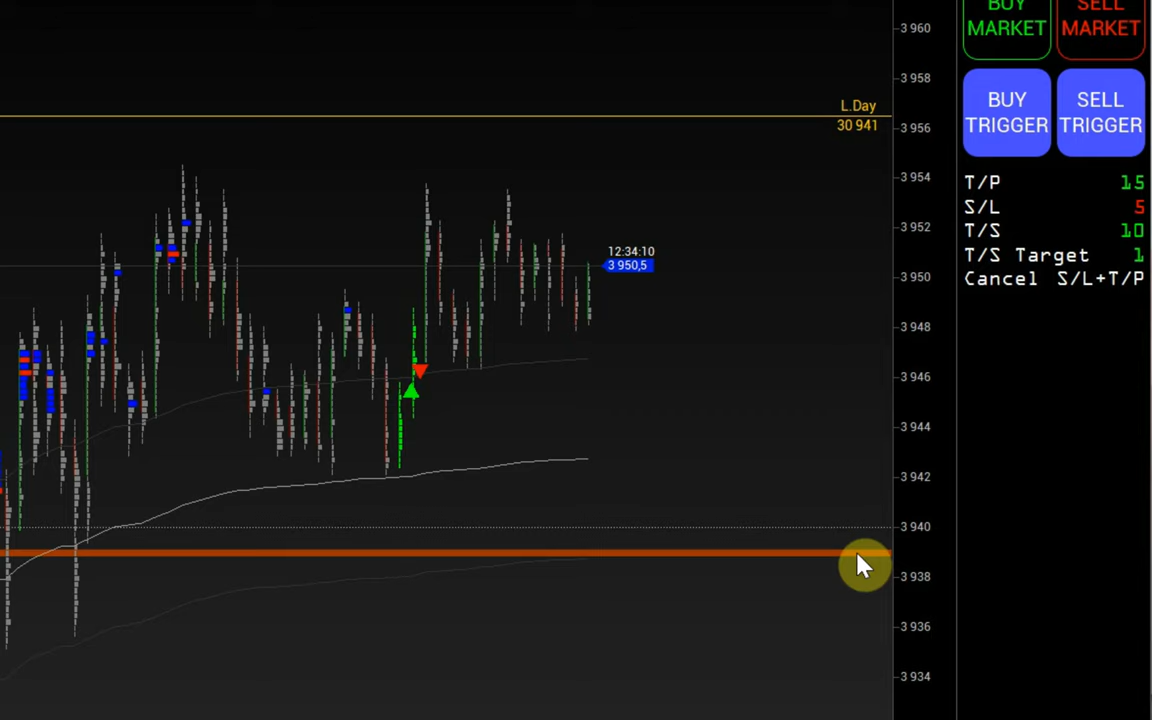 BUY
MARKET
SELL
MARKET
BUY
TRIGGER
SELL
TRIGGER
T/P 15
S/L 5
T/S 10
T/S Target 1
Cancel S/L+T/P
L.Day
30 941
12:34:10
3 950,5
3 960
3 958
3 956
3 954
3 952
3 950
3 948
3 946
3 944
3 942
3 940
3 938
3 936
3 934